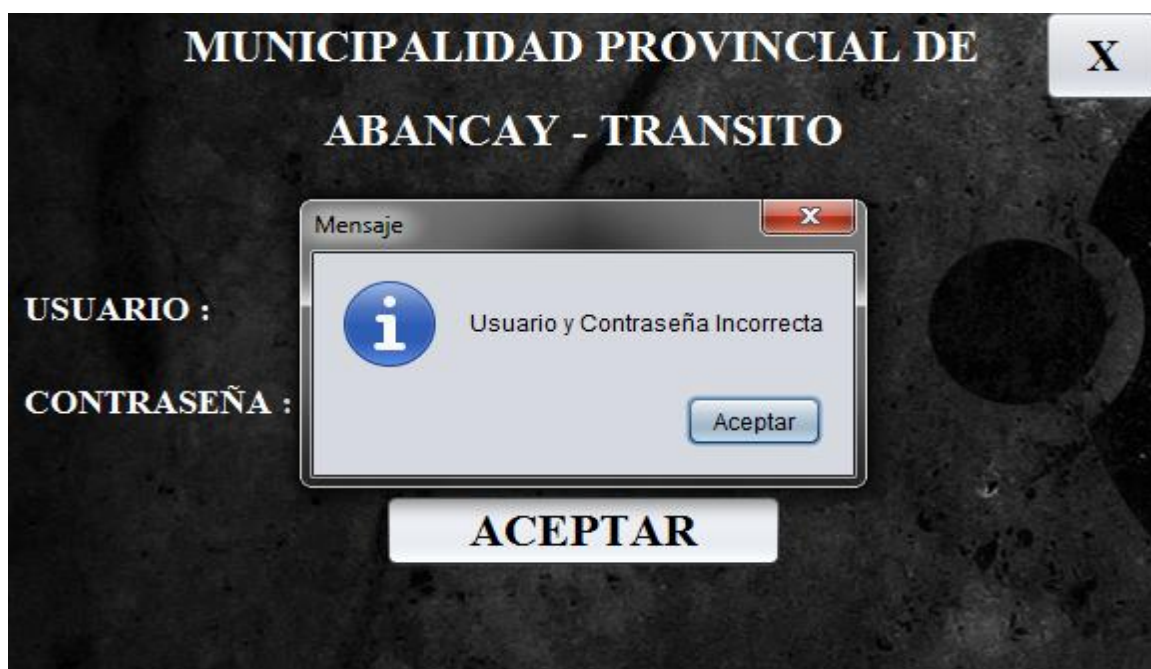 MUNICIPALIDAD PROVINCIAL DE
X
ABANCAY - TRANSITO
Mensaje
USUARIO :
Usuario y Contraseña Incorrecta
CONTRASEÑA :
Aceptar
ACEPTAR